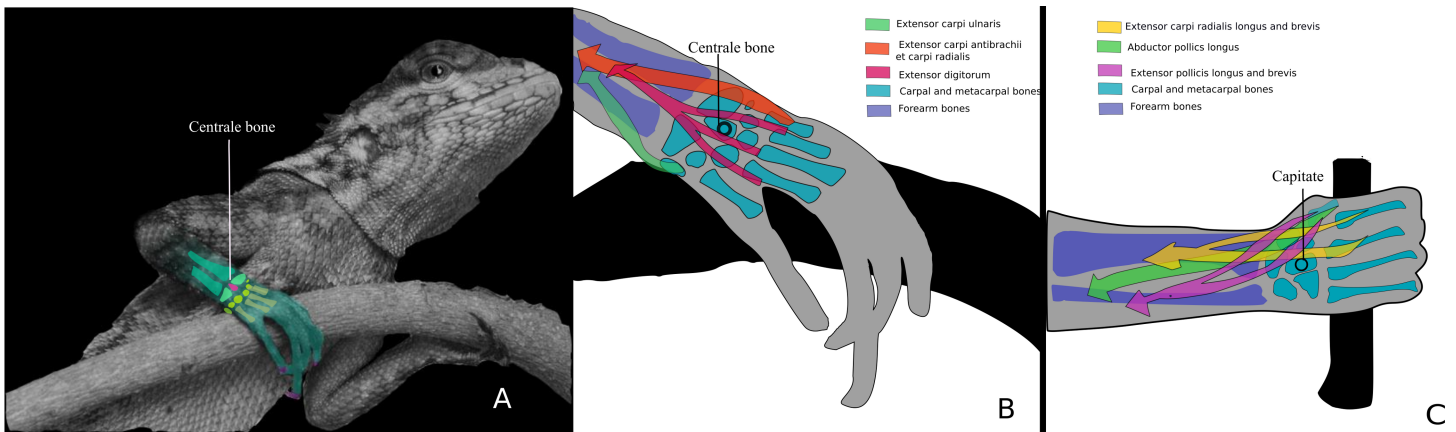 Centrale bone
A
Centrale bone
Extensor carpi ulnaris
Extensor carpi antibrachii
et carpi radialis
Extensor digitorum
Carpal and metacarpal bones
Forearm bones
B
Extensor carpi radialis longus and brevis
Abductor pollics longus
Extensor pollicis longus and brevis
Carpal and metacarpal bones
Forearm bones
Capitate
C